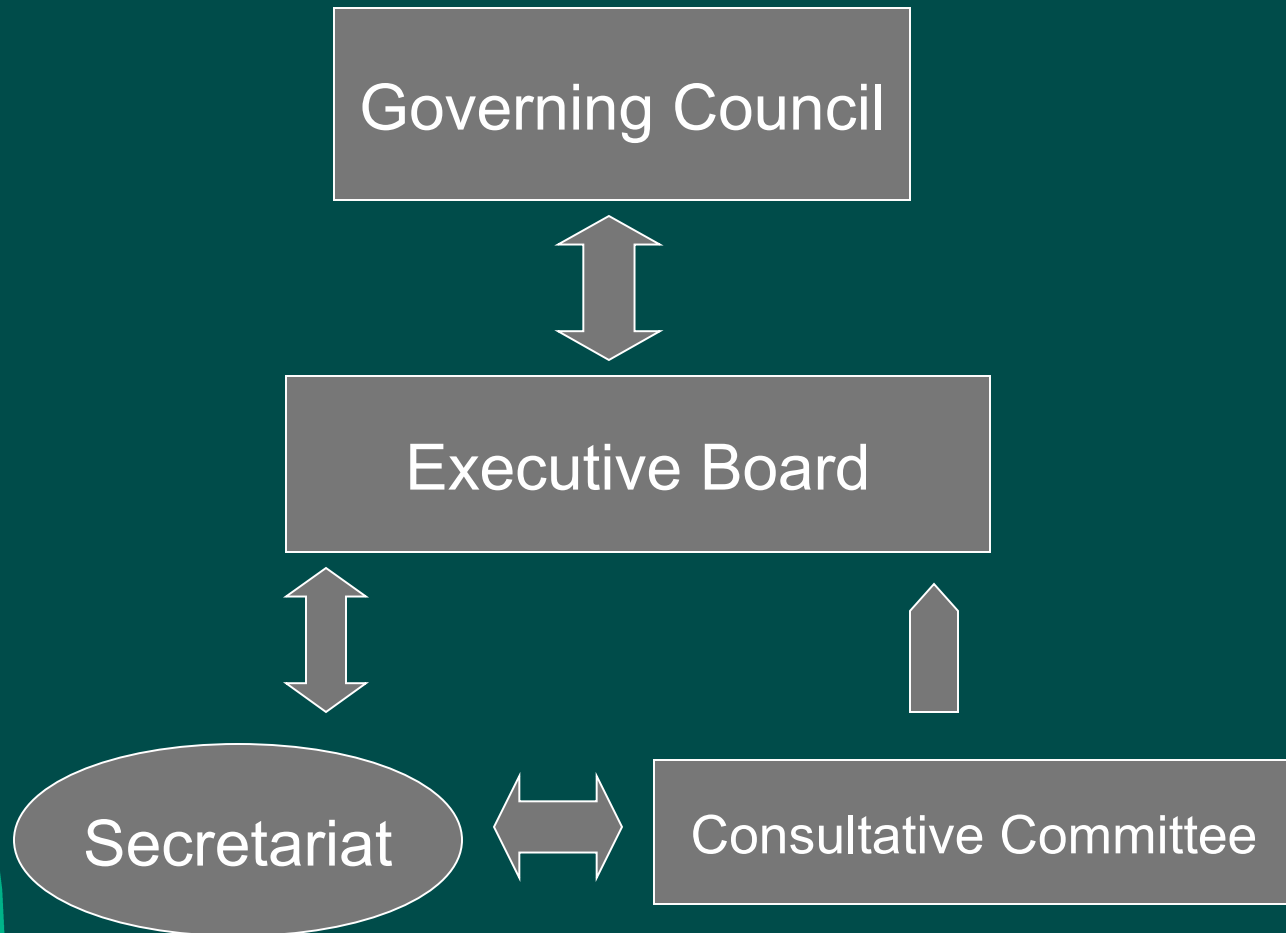 Governing Council
Executive Board
Secretariat
Consultative Committee